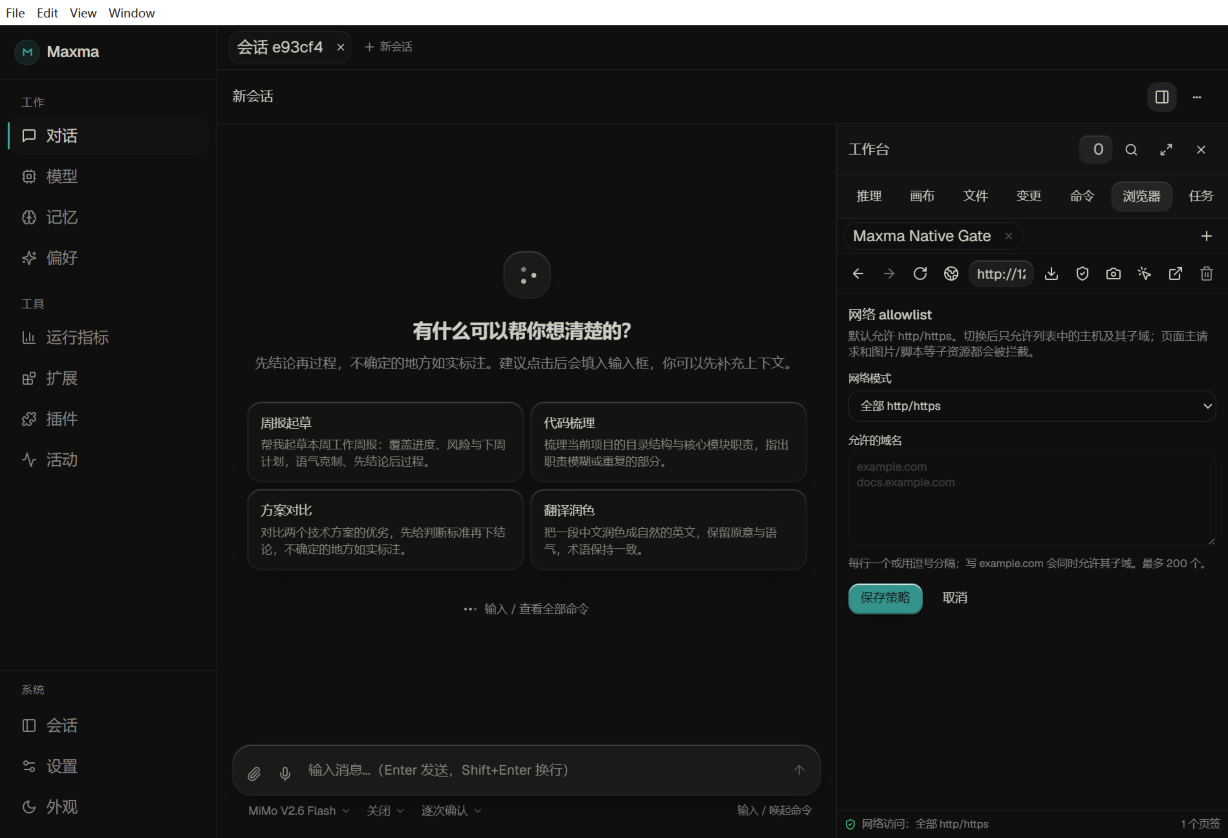 File Edit View Window
Maxma
工作
对话
模型
记忆
偏好
工具
运行指标
扩展
插件
活动
系统
会话
设置
外观
会话 e93cf4 × + 新会话
新会话
有什么可以帮你想清楚的?
先结论再过程，不确定的地方如实标注。建议点击后会填入输入框，你可以先补充上下文。
周报起草
帮我起草本周工作周报：覆盖进度、风险与下周
计划，语气克制、先结论后过程。
代码梳理
梳理当前项目的目录结构与核心模块职责，指出
职责模糊或重复的部分。
方案对比
对比两个技术方案的优劣，先给判断标准再下结
论，不确定的地方如实标注。
翻译润色
把一段中文润色成自然的英文，保留原意与语
气，术语保持一致。
输入 / 查看全部命令
输入消息...（Enter 发送，Shift+Enter 换行）
MiMo V2.6 Flash 关闭 逐次确认 输入 / 唤起命令
工作台 0
推理 画布 文件 变更 命令 浏览器 任务
Maxma Native Gate × +
http://12
网络 allowlist
默认允许 http/https。切换后只允许列表中的主机及其子域；页面主请
求和图片/脚本等子资源都会被拦截。
网络模式
全部 http/https
允许的域名
example.com
docs.example.com
每行一个或用逗号分隔；写 example.com 会同时允许其子域。最多 200 个。
保存策略 取消
网络访问：全部 http/https 1 个页签